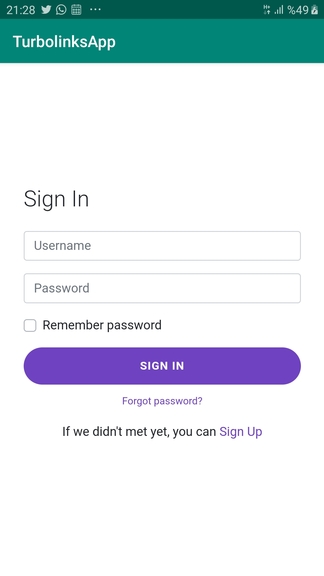 21:28 %49
TurbolinksApp
Sign In
Username
Password
Remember password
SIGN IN
Forgot password?
If we didn't met yet, you can Sign Up